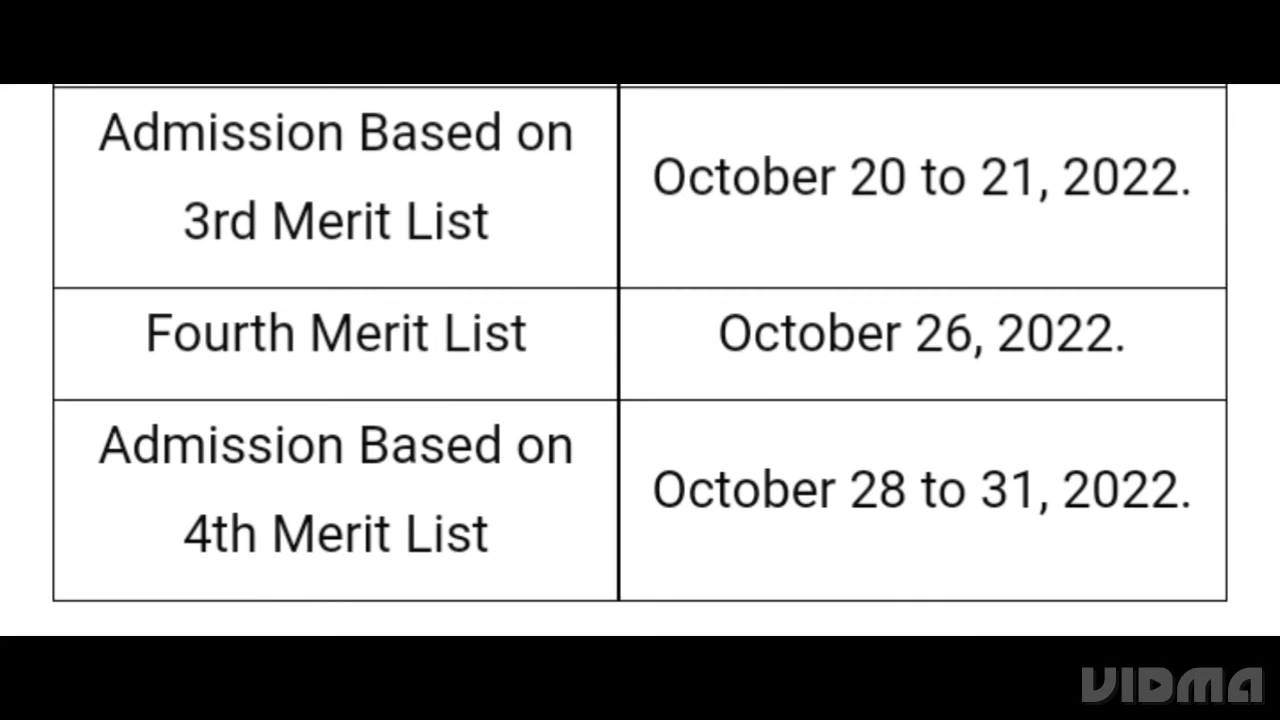 Admission Based on
3rd Merit List
October 20 to 21, 2022.
Fourth Merit List
October 26, 2022.
Admission Based on
4th Merit List
October 28 to 31, 2022.
VIDMA